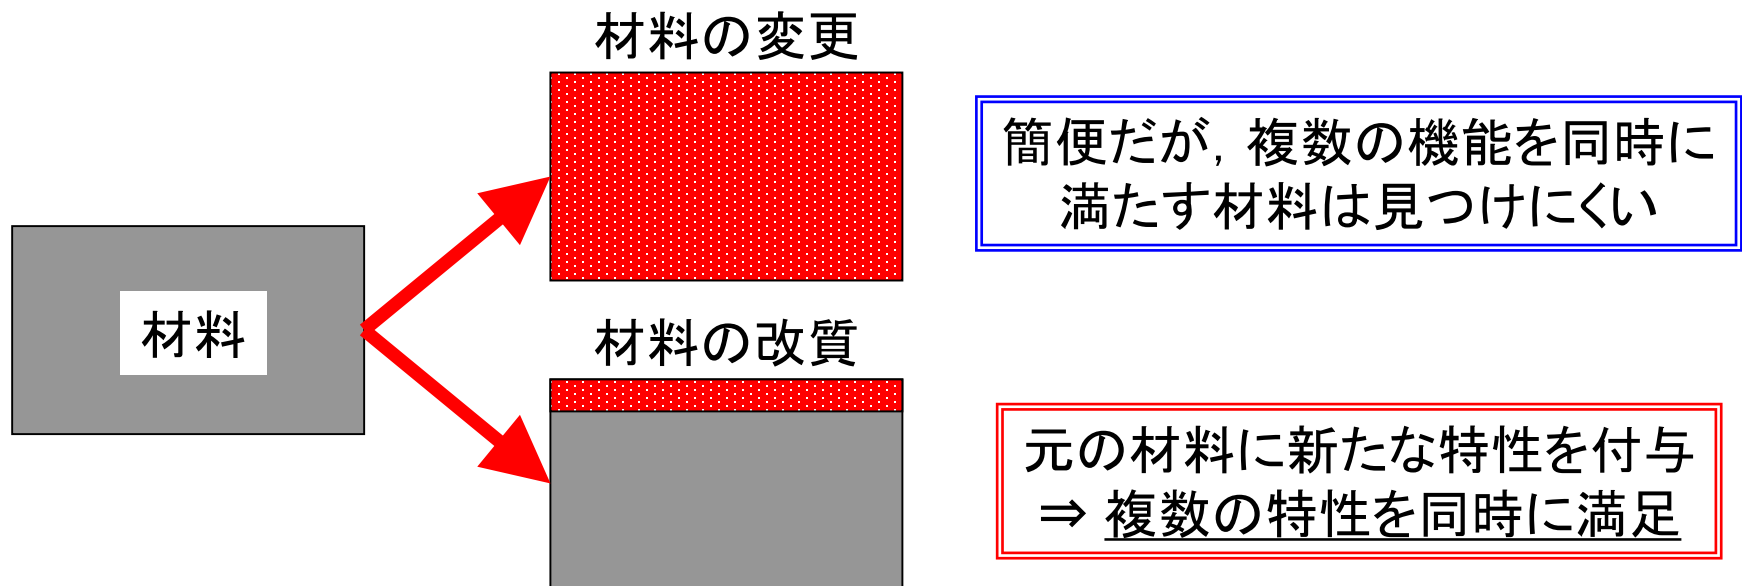 材料の変更
簡便だが，複数の機能を同時に
満たす材料は見つけにくい
材料
材料の改質
元の材料に新たな特性を付与
⇒ 複数の特性を同時に満足